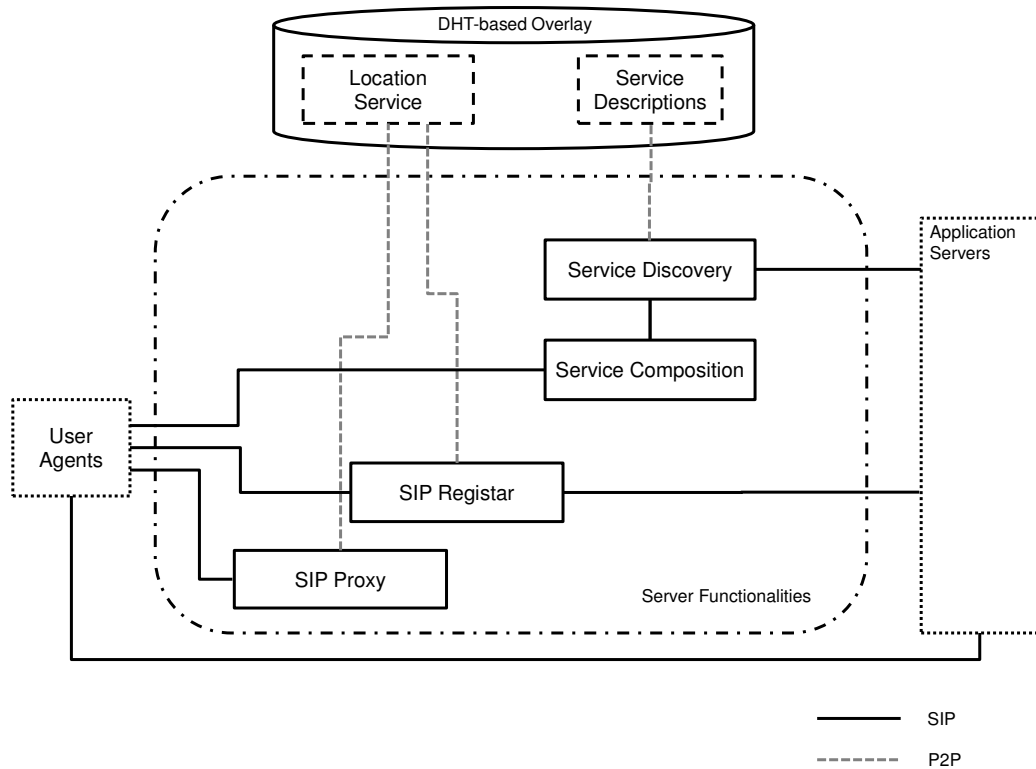 DHT-based Overlay
Location
Service
Service
Descriptions
Application
Servers
Service Discovery
Service Composition
User
Agents
SIP Registar
SIP Proxy
Server Functionalities
SIP
P2P